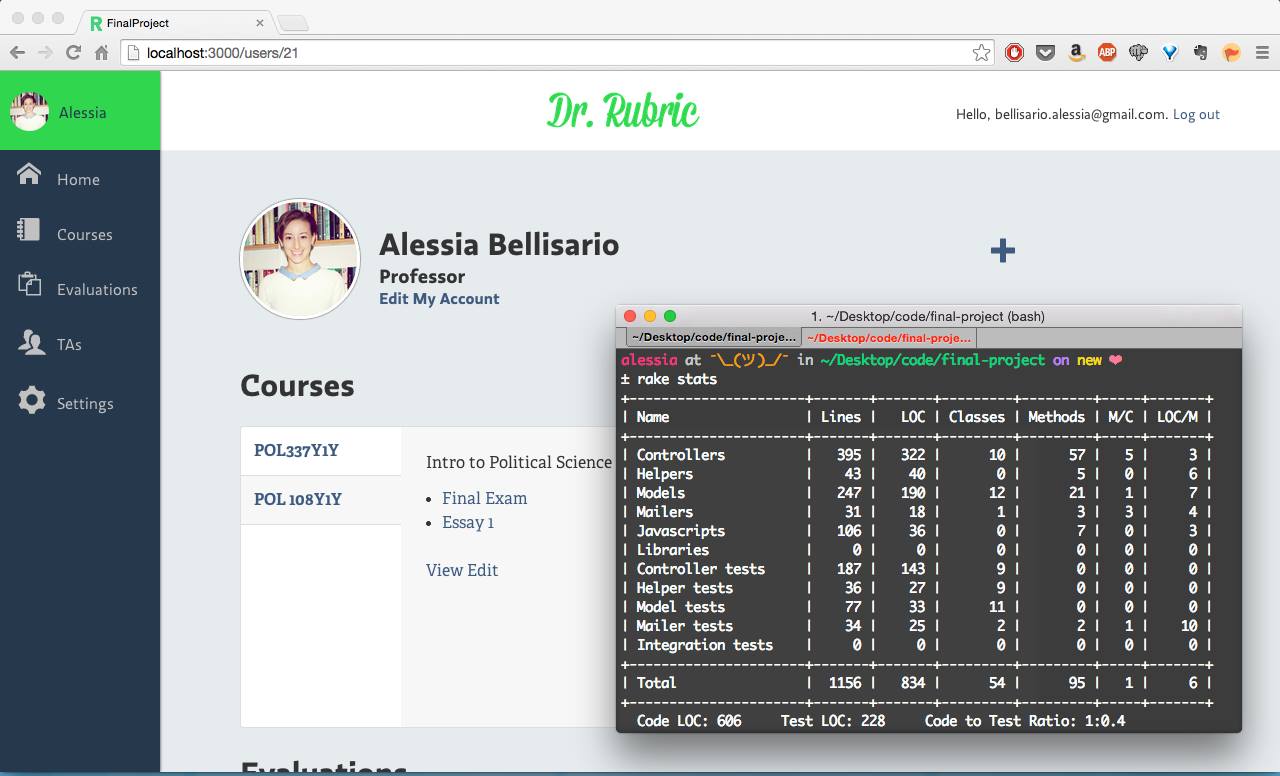 FinalProject
localhost:3000/users/21
ABP
Alessia
Dr. Rubric
Hello, bellisario.alessia@gmail.com. Log out
Home
Courses
Evaluations
TAs
Settings
Alessia Bellisario
Professor
Edit My Account
Courses
POL337Y1Y
POL 108Y1Y
Intro to Political Science
• Final Exam
• Essay 1
View Edit
Evaluations
1. ~/Desktop/code/final-project (bash)
~/Desktop/code/final-proje... ~/Desktop/code/final-proje...
alessia at ¯\_(ツ)_/¯ in ~/Desktop/code/final-project on new ❤
± rake stats
+----------------------+-------+-------+---------+---------+-----+-------+
| Name                 | Lines |   LOC | Classes | Methods | M/C | LOC/M |
+----------------------+-------+-------+---------+---------+-----+-------+
| Controllers          |   395 |   322 |      10 |      57 |   5 |     3 |
| Helpers              |    43 |    40 |       0 |       5 |   0 |     6 |
| Models               |   247 |   190 |      12 |      21 |   1 |     7 |
| Mailers              |    31 |    18 |       1 |       3 |   3 |     4 |
| Javascripts          |   106 |    36 |       0 |       7 |   0 |     3 |
| Libraries            |     0 |     0 |       0 |       0 |   0 |     0 |
| Controller tests     |   187 |   143 |       9 |       0 |   0 |     0 |
| Helper tests         |    36 |    27 |       9 |       0 |   0 |     0 |
| Model tests          |    77 |    33 |      11 |       0 |   0 |     0 |
| Mailer tests         |    34 |    25 |       2 |       2 |   1 |    10 |
| Integration tests    |     0 |     0 |       0 |       0 |   0 |     0 |
+----------------------+-------+-------+---------+---------+-----+-------+
| Total                |  1156 |   834 |      54 |      95 |   1 |     6 |
+----------------------+-------+-------+---------+---------+-----+-------+
  Code LOC: 606     Test LOC: 228     Code to Test Ratio: 1:0.4